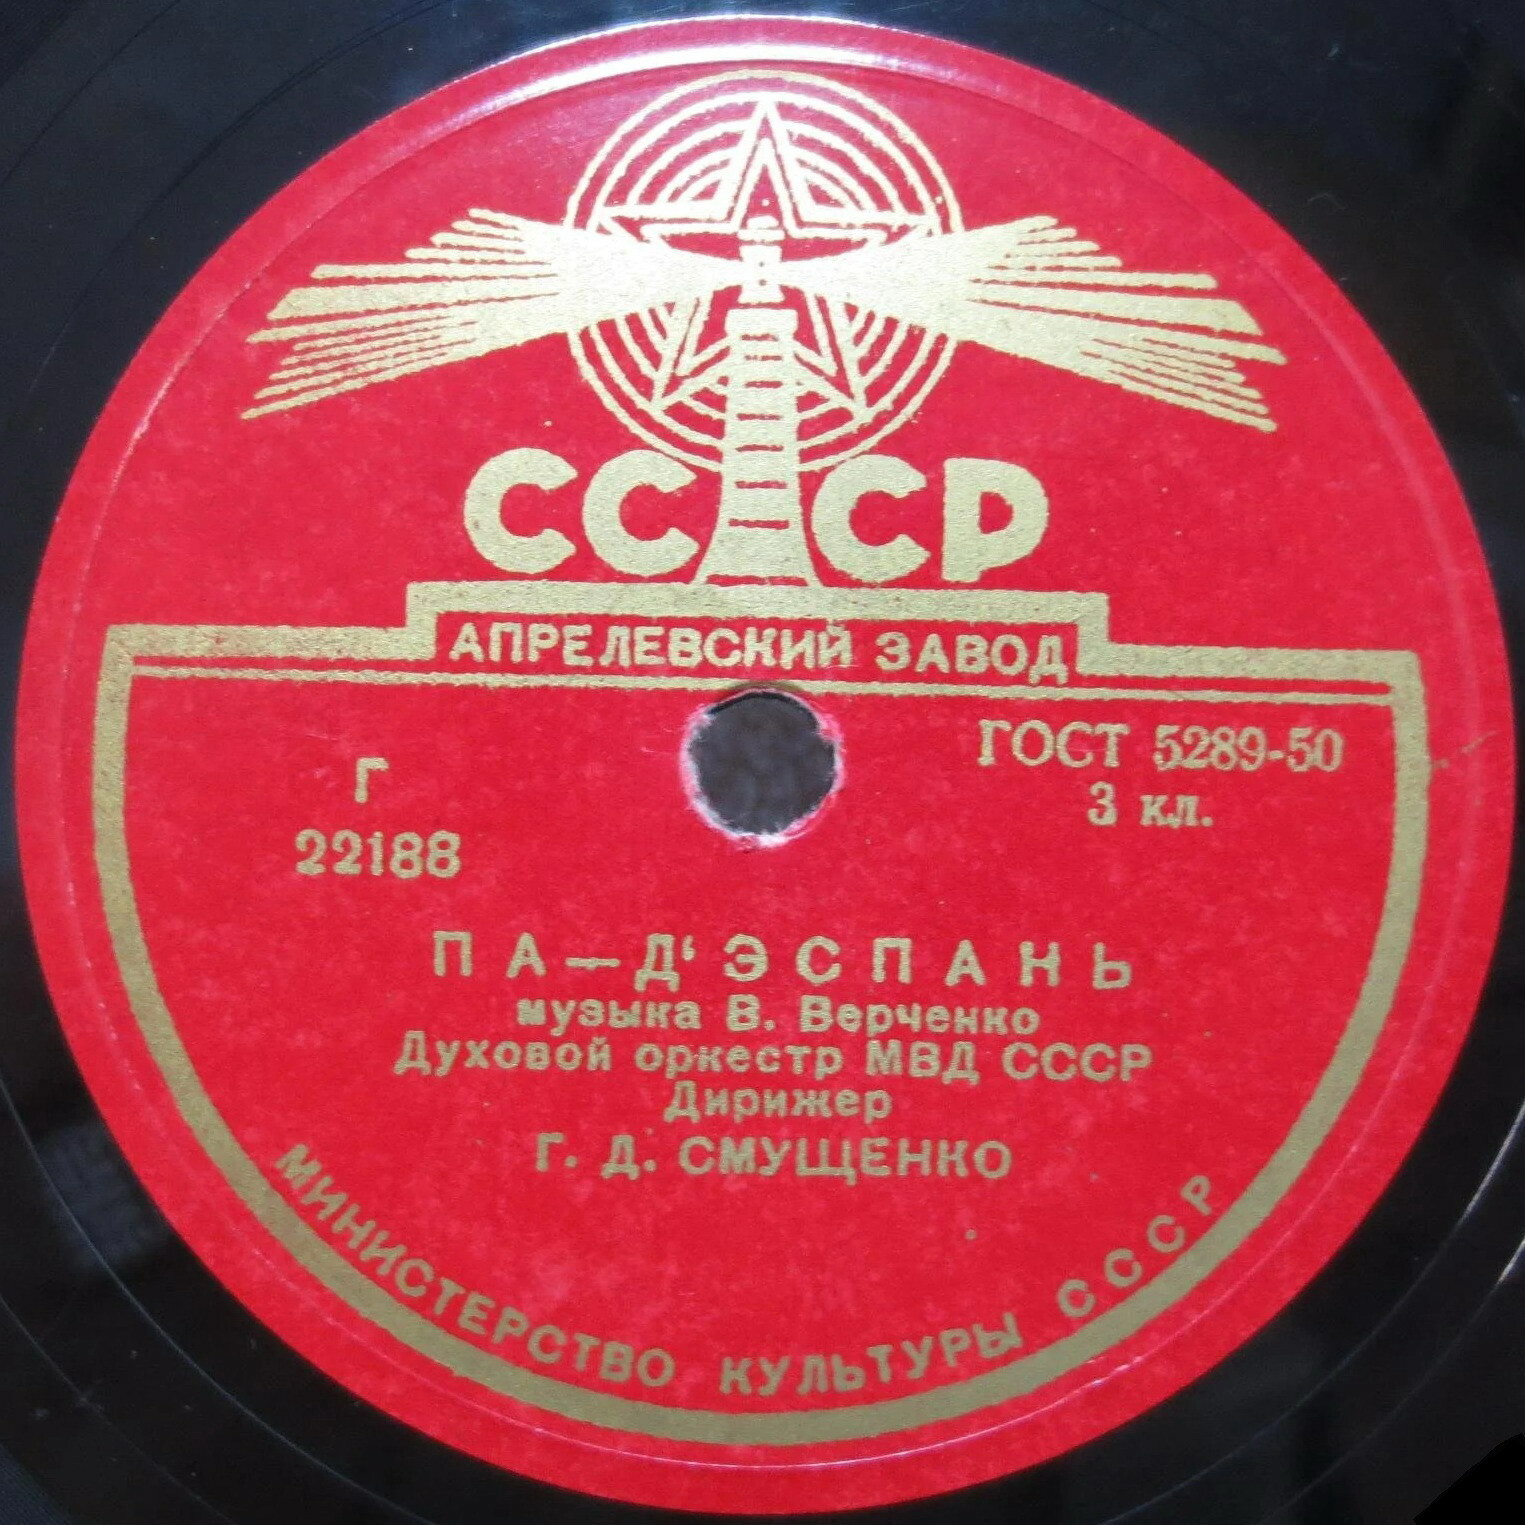 СССР
АПРЕЛЕВСКИЙ ЗАВОД
Г
22188
ГОСТ 5289-50
3 кл.
ПА—Д‘ЭСПАНЬ
музыка В. Верченко
Духовой оркестр МВД СССР
Дирижер
Г. Д. СМУЩЕНКО
МИНИСТЕРСТВО КУЛЬТУРЫ СССР